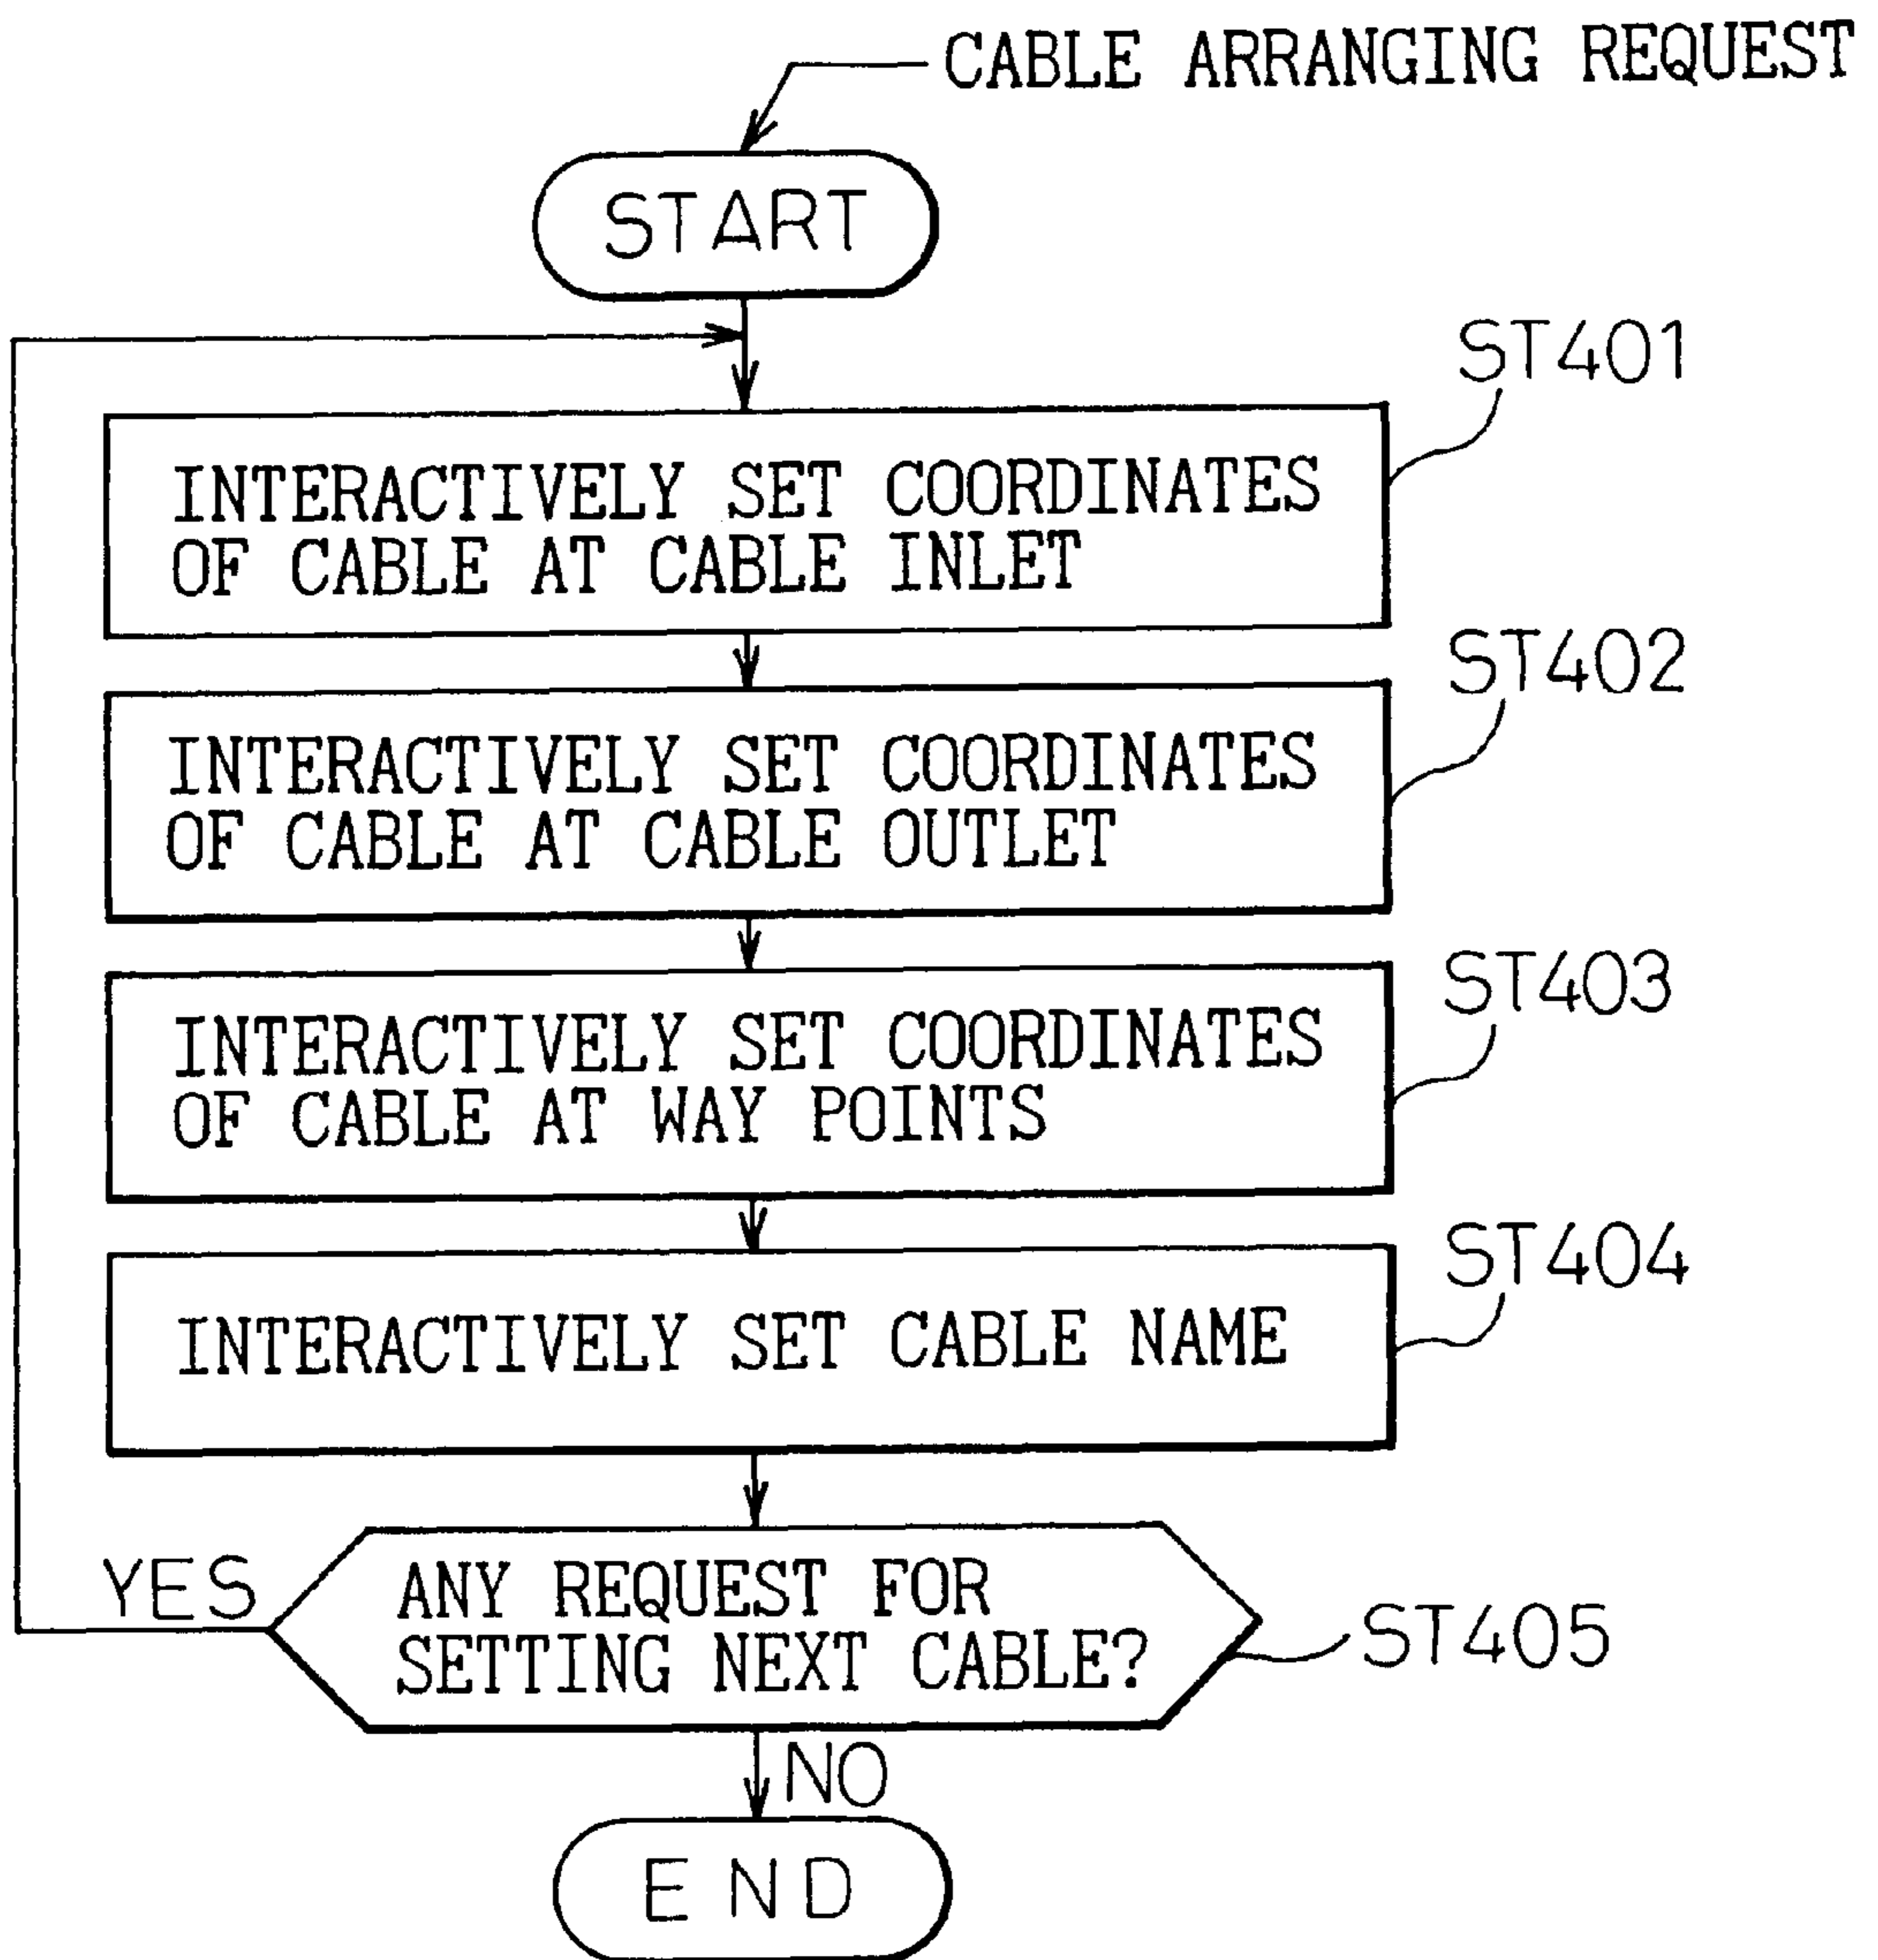 CABLE ARRANGING REQUEST
START
ST401
INTERACTIVELY SET COORDINATES
OF CABLE AT CABLE INLET
ST402
INTERACTIVELY SET COORDINATES
OF CABLE AT CABLE OUTLET
ST403
INTERACTIVELY SET COORDINATES
OF CABLE AT WAY POINTS
ST404
INTERACTIVELY SET CABLE NAME
YES
ANY REQUEST FOR
SETTING NEXT CABLE?
ST405
NO
END